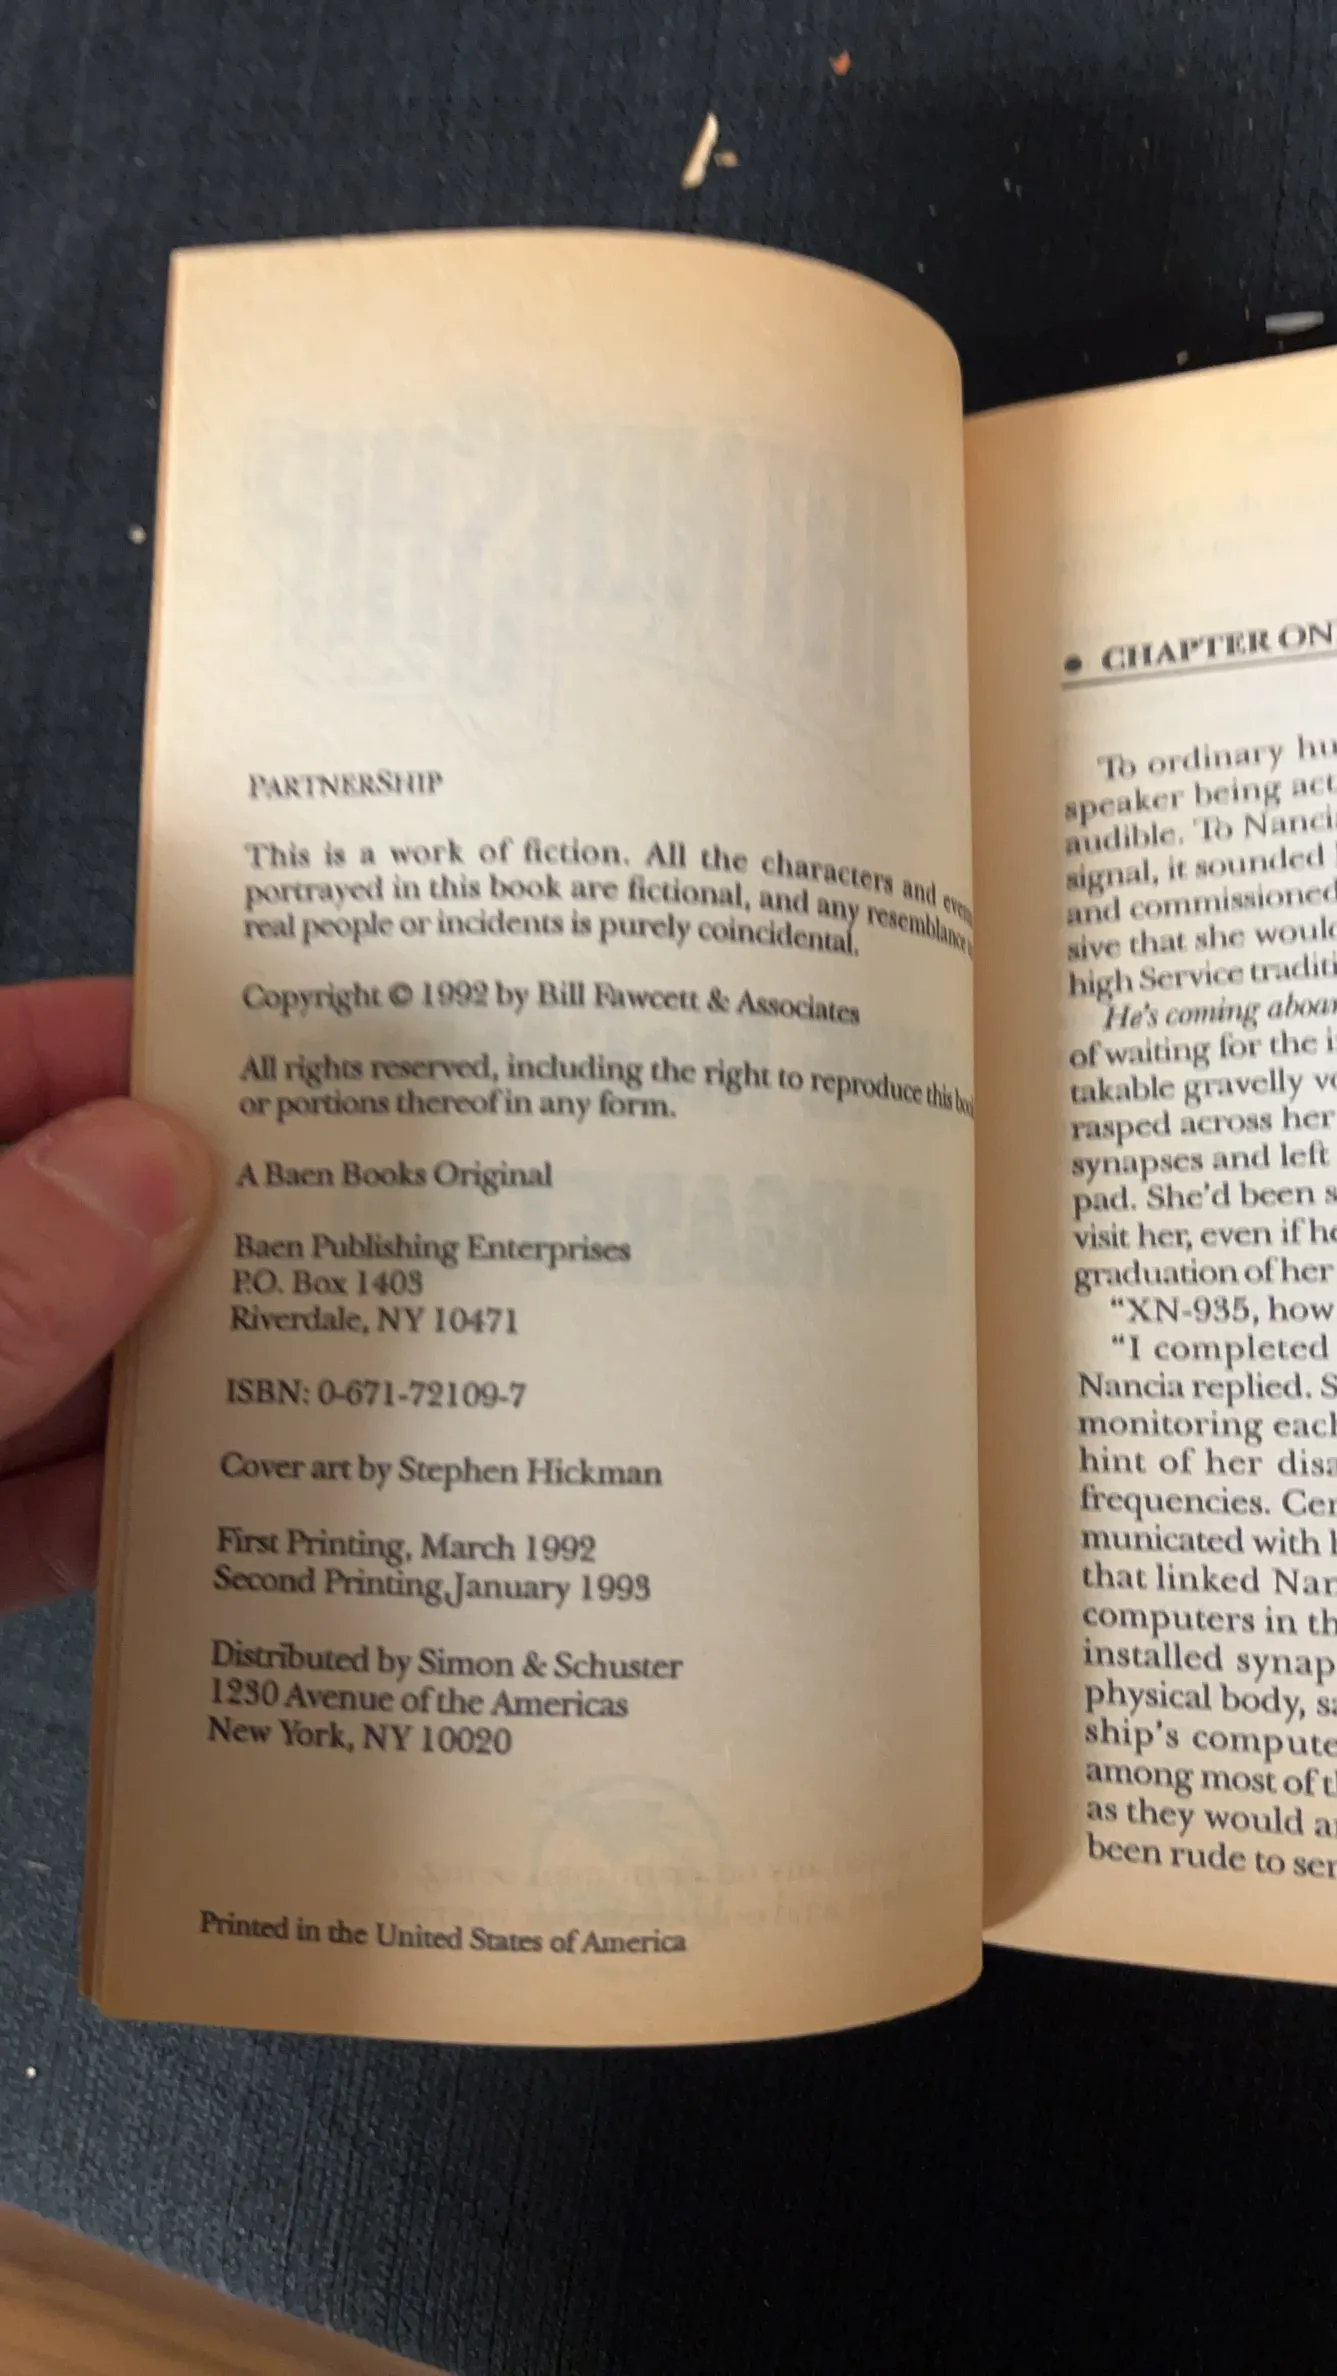 PARTNERSHIP
This is a work of fiction. All the characters and
portrayed in this book are fictional, and any resemblance
real people or incidents is purely coincidental.
Copyright © 1992 by Bill Fawcett & Associates
All rights reserved, including the right to reproduce this
or portions thereof in any form.
A Baen Books Original
Baen Publishing Enterprises
P.O. Box 1403
Riverdale, NY 10471
ISBN: 0-671-72109-7
Cover art by Stephen Hickman
First Printing, March 1992
Second Printing, January 1993
Distributed by Simon & Schuster
1230 Avenue of the Americas
New York, NY 10020
Printed in the United States of America
• CHAPTER ON
To ordinary hu
speaker being act
audible. To Nanci
signal, it sounded
and commissioned
sive that she would
high Service traditi
He's coming aboar
of waiting for the i
takable gravelly vo
rasped across her
synapses and left
pad. She'd been s
visit her, even if he
graduation of her
"XN-935, how
"I completed
Nancia replied. S
monitoring each
hint of her disa
frequencies. Cer
municated with
that linked Nan
computers in th
installed synap
physical body, sa
ship's compute
among most of t
as they would a
been rude to ser